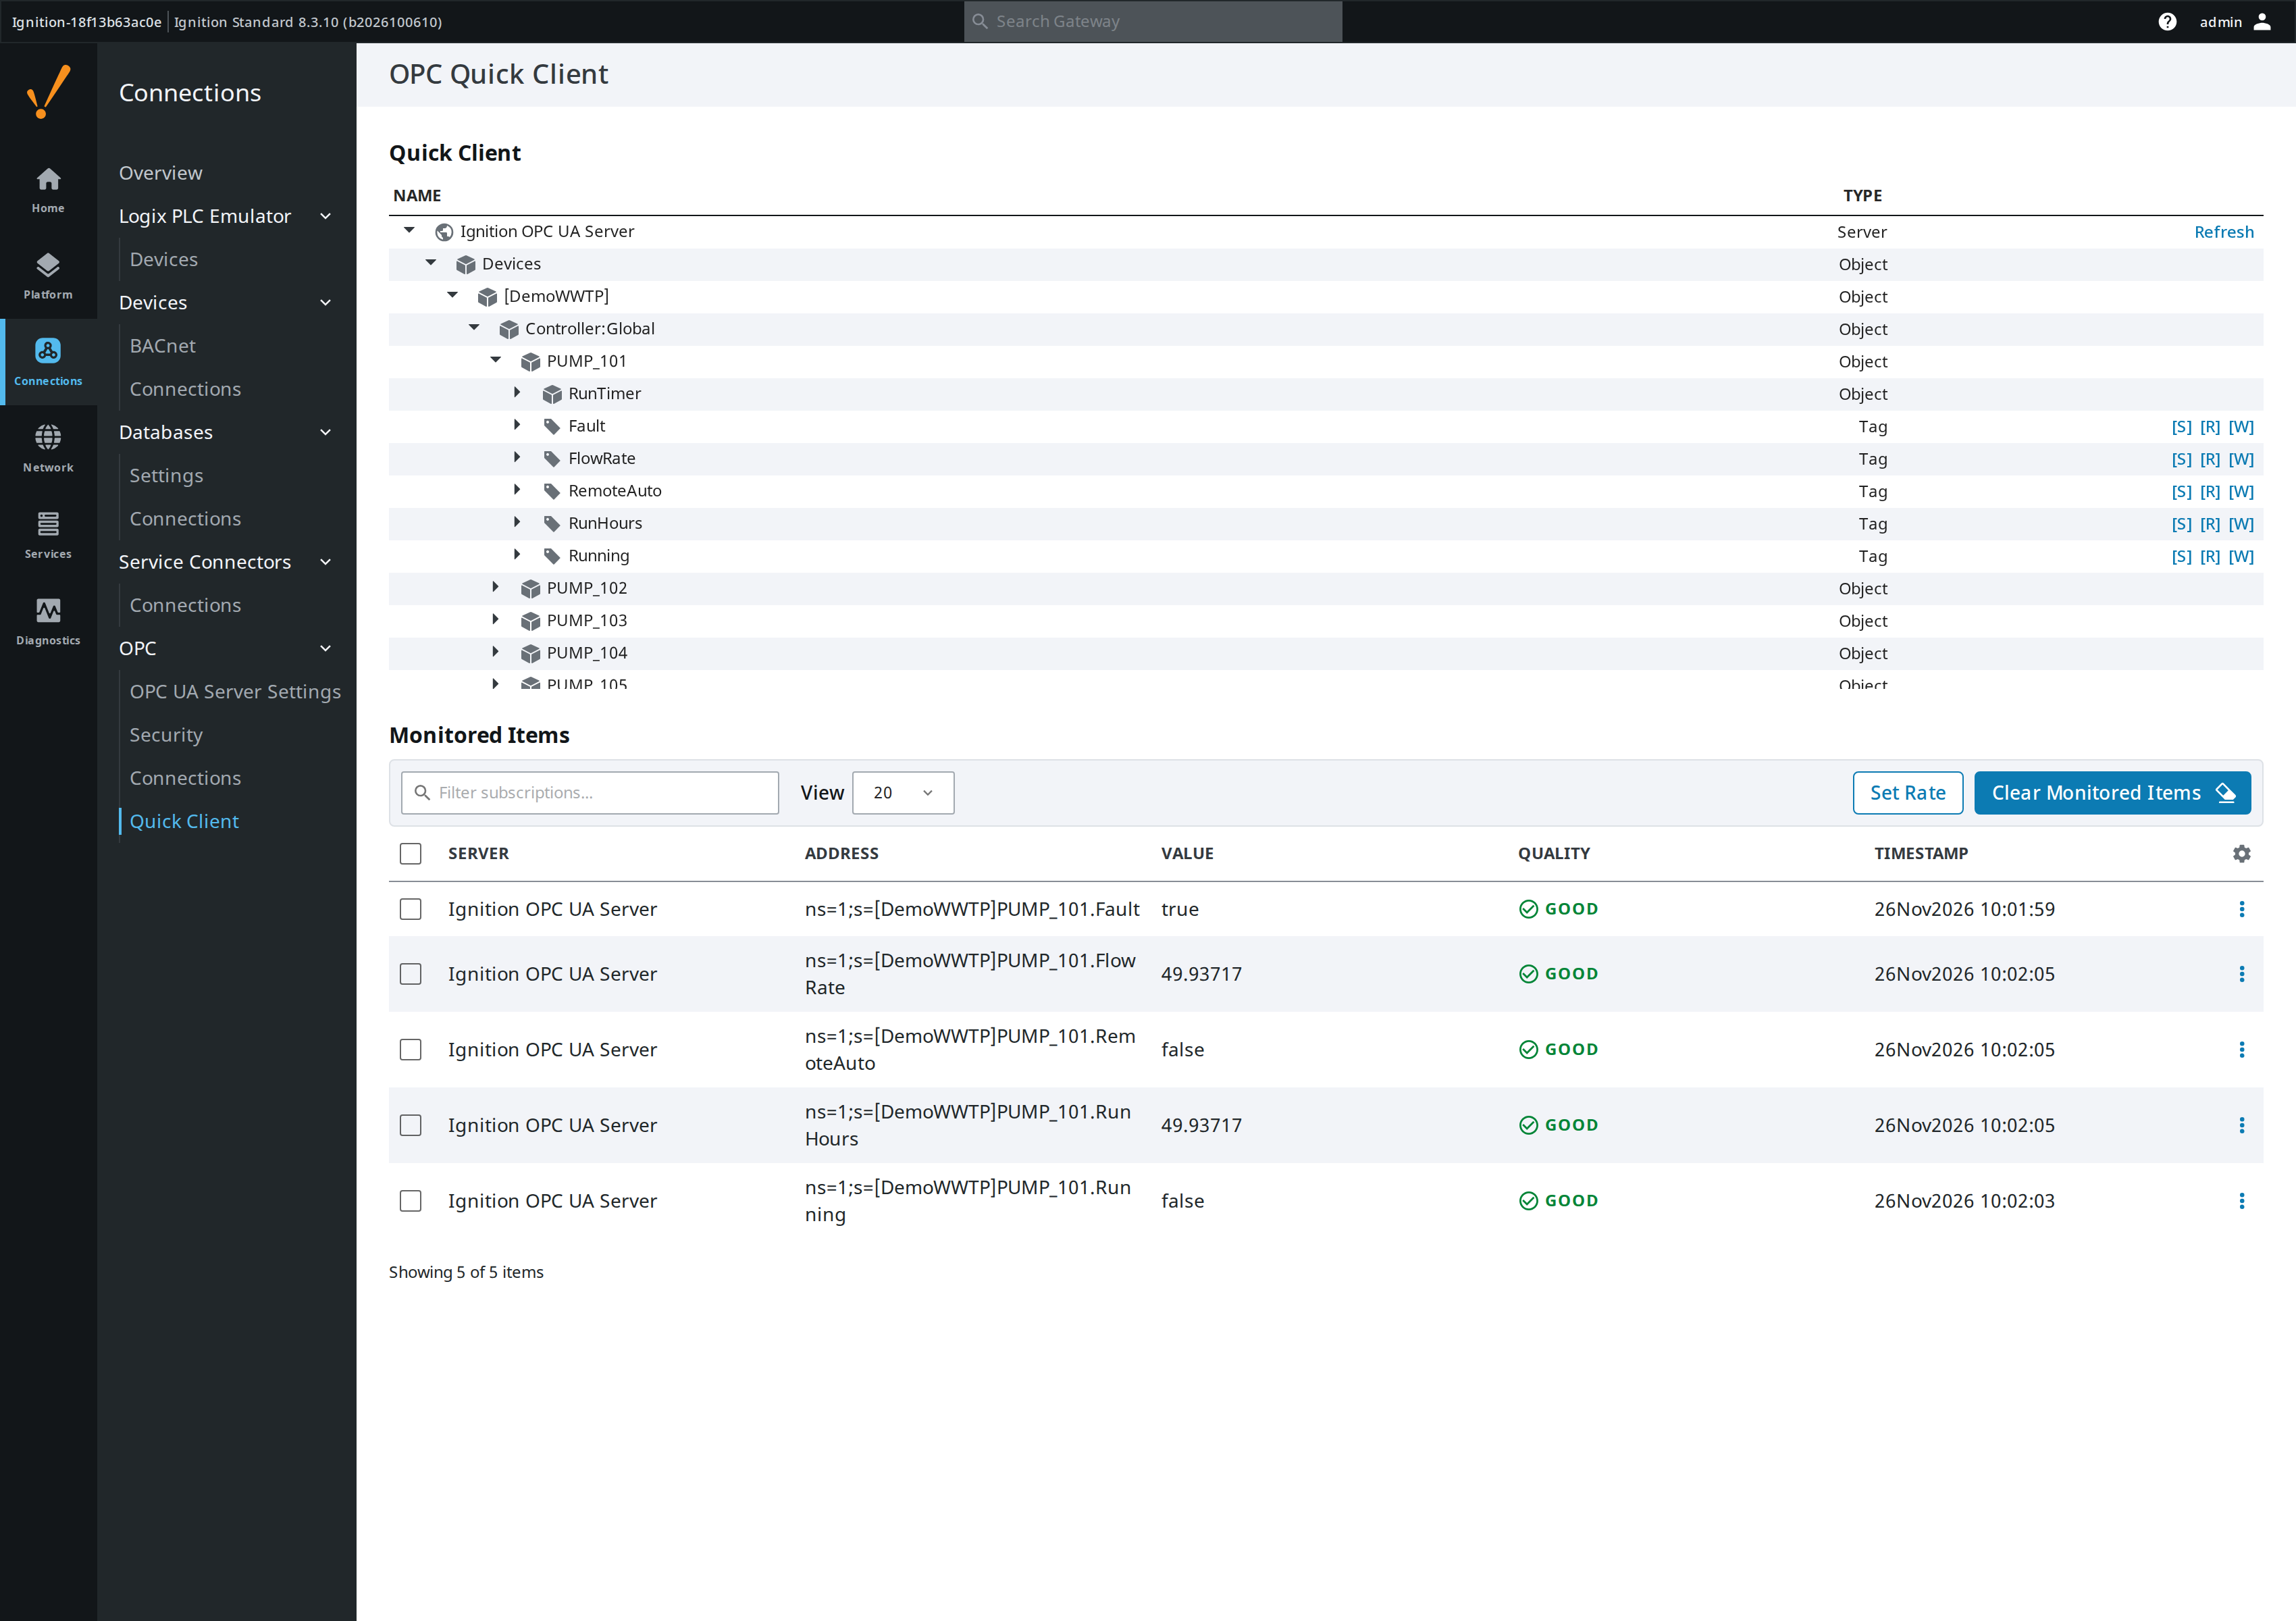 Ignition-18f13b63ac0e | Ignition Standard 8.3.10 (b2026100610)
Search Gateway
admin
Home
Platform
Connections
Network
Services
Diagnostics
Connections
Overview
Logix PLC Emulator
Devices
Devices
BACnet
Connections
Databases
Settings
Connections
Service Connectors
Connections
OPC
OPC UA Server Settings
Security
Connections
Quick Client
OPC Quick Client
Quick Client
NAME TYPE
Ignition OPC UA Server Server Refresh
Devices Object
[DemoWWTP] Object
Controller:Global Object
PUMP_101 Object
RunTimer Object
Fault Tag [S] [R] [W]
FlowRate Tag [S] [R] [W]
RemoteAuto Tag [S] [R] [W]
RunHours Tag [S] [R] [W]
Running Tag [S] [R] [W]
PUMP_102 Object
PUMP_103 Object
PUMP_104 Object
PUMP_105 Object
Monitored Items
Filter subscriptions... View 20 Set Rate Clear Monitored Items
SERVER ADDRESS VALUE QUALITY TIMESTAMP
Ignition OPC UA Server ns=1;s=[DemoWWTP]PUMP_101.Fault true GOOD 26Nov2026 10:01:59
Ignition OPC UA Server ns=1;s=[DemoWWTP]PUMP_101.Flow
Rate 49.93717 GOOD 26Nov2026 10:02:05
Ignition OPC UA Server ns=1;s=[DemoWWTP]PUMP_101.Rem
oteAuto false GOOD 26Nov2026 10:02:05
Ignition OPC UA Server ns=1;s=[DemoWWTP]PUMP_101.Run
Hours 49.93717 GOOD 26Nov2026 10:02:05
Ignition OPC UA Server ns=1;s=[DemoWWTP]PUMP_101.Run
ning false GOOD 26Nov2026 10:02:03
Showing 5 of 5 items